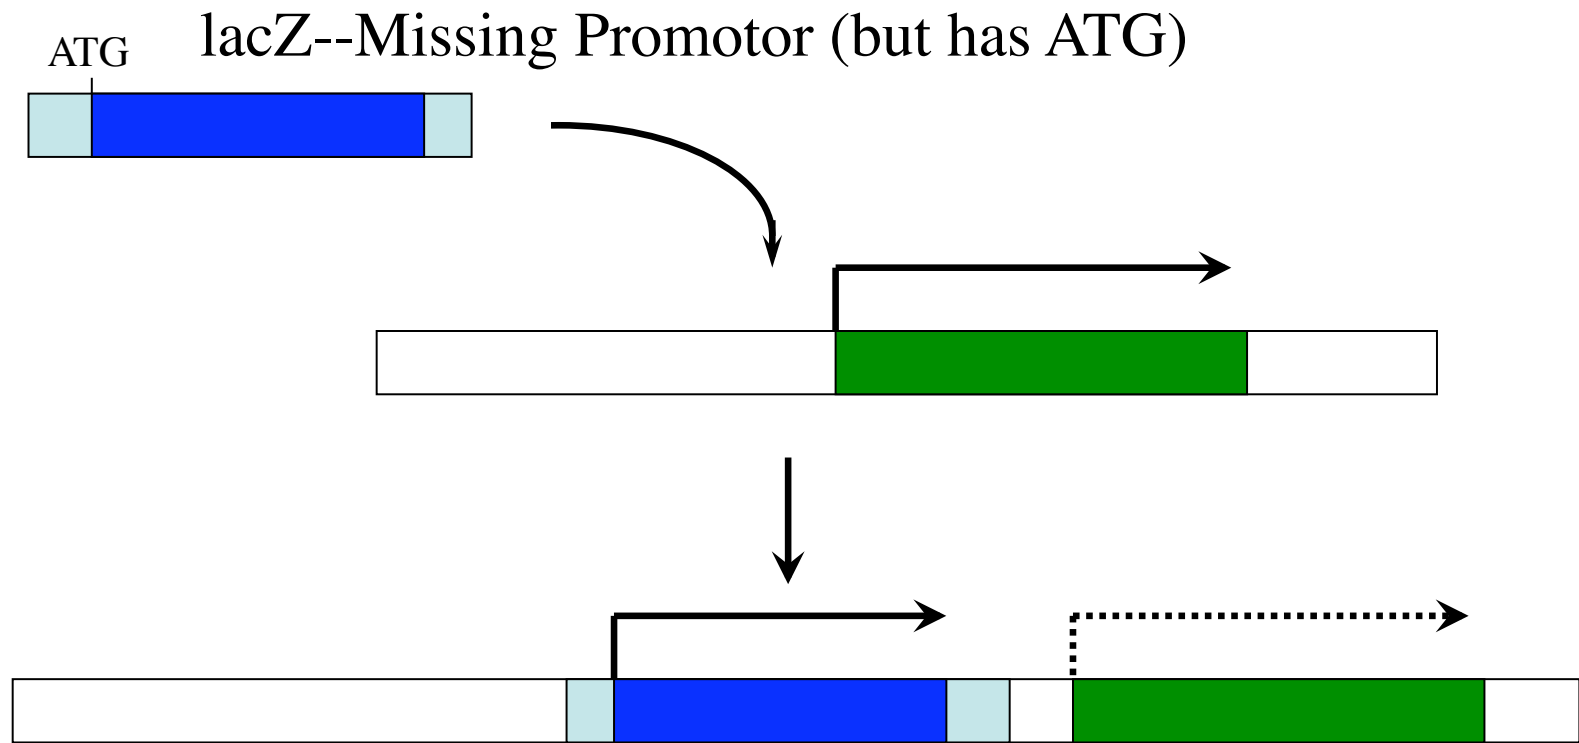 lacZ--Missing Promotor (but has ATG)
ATG